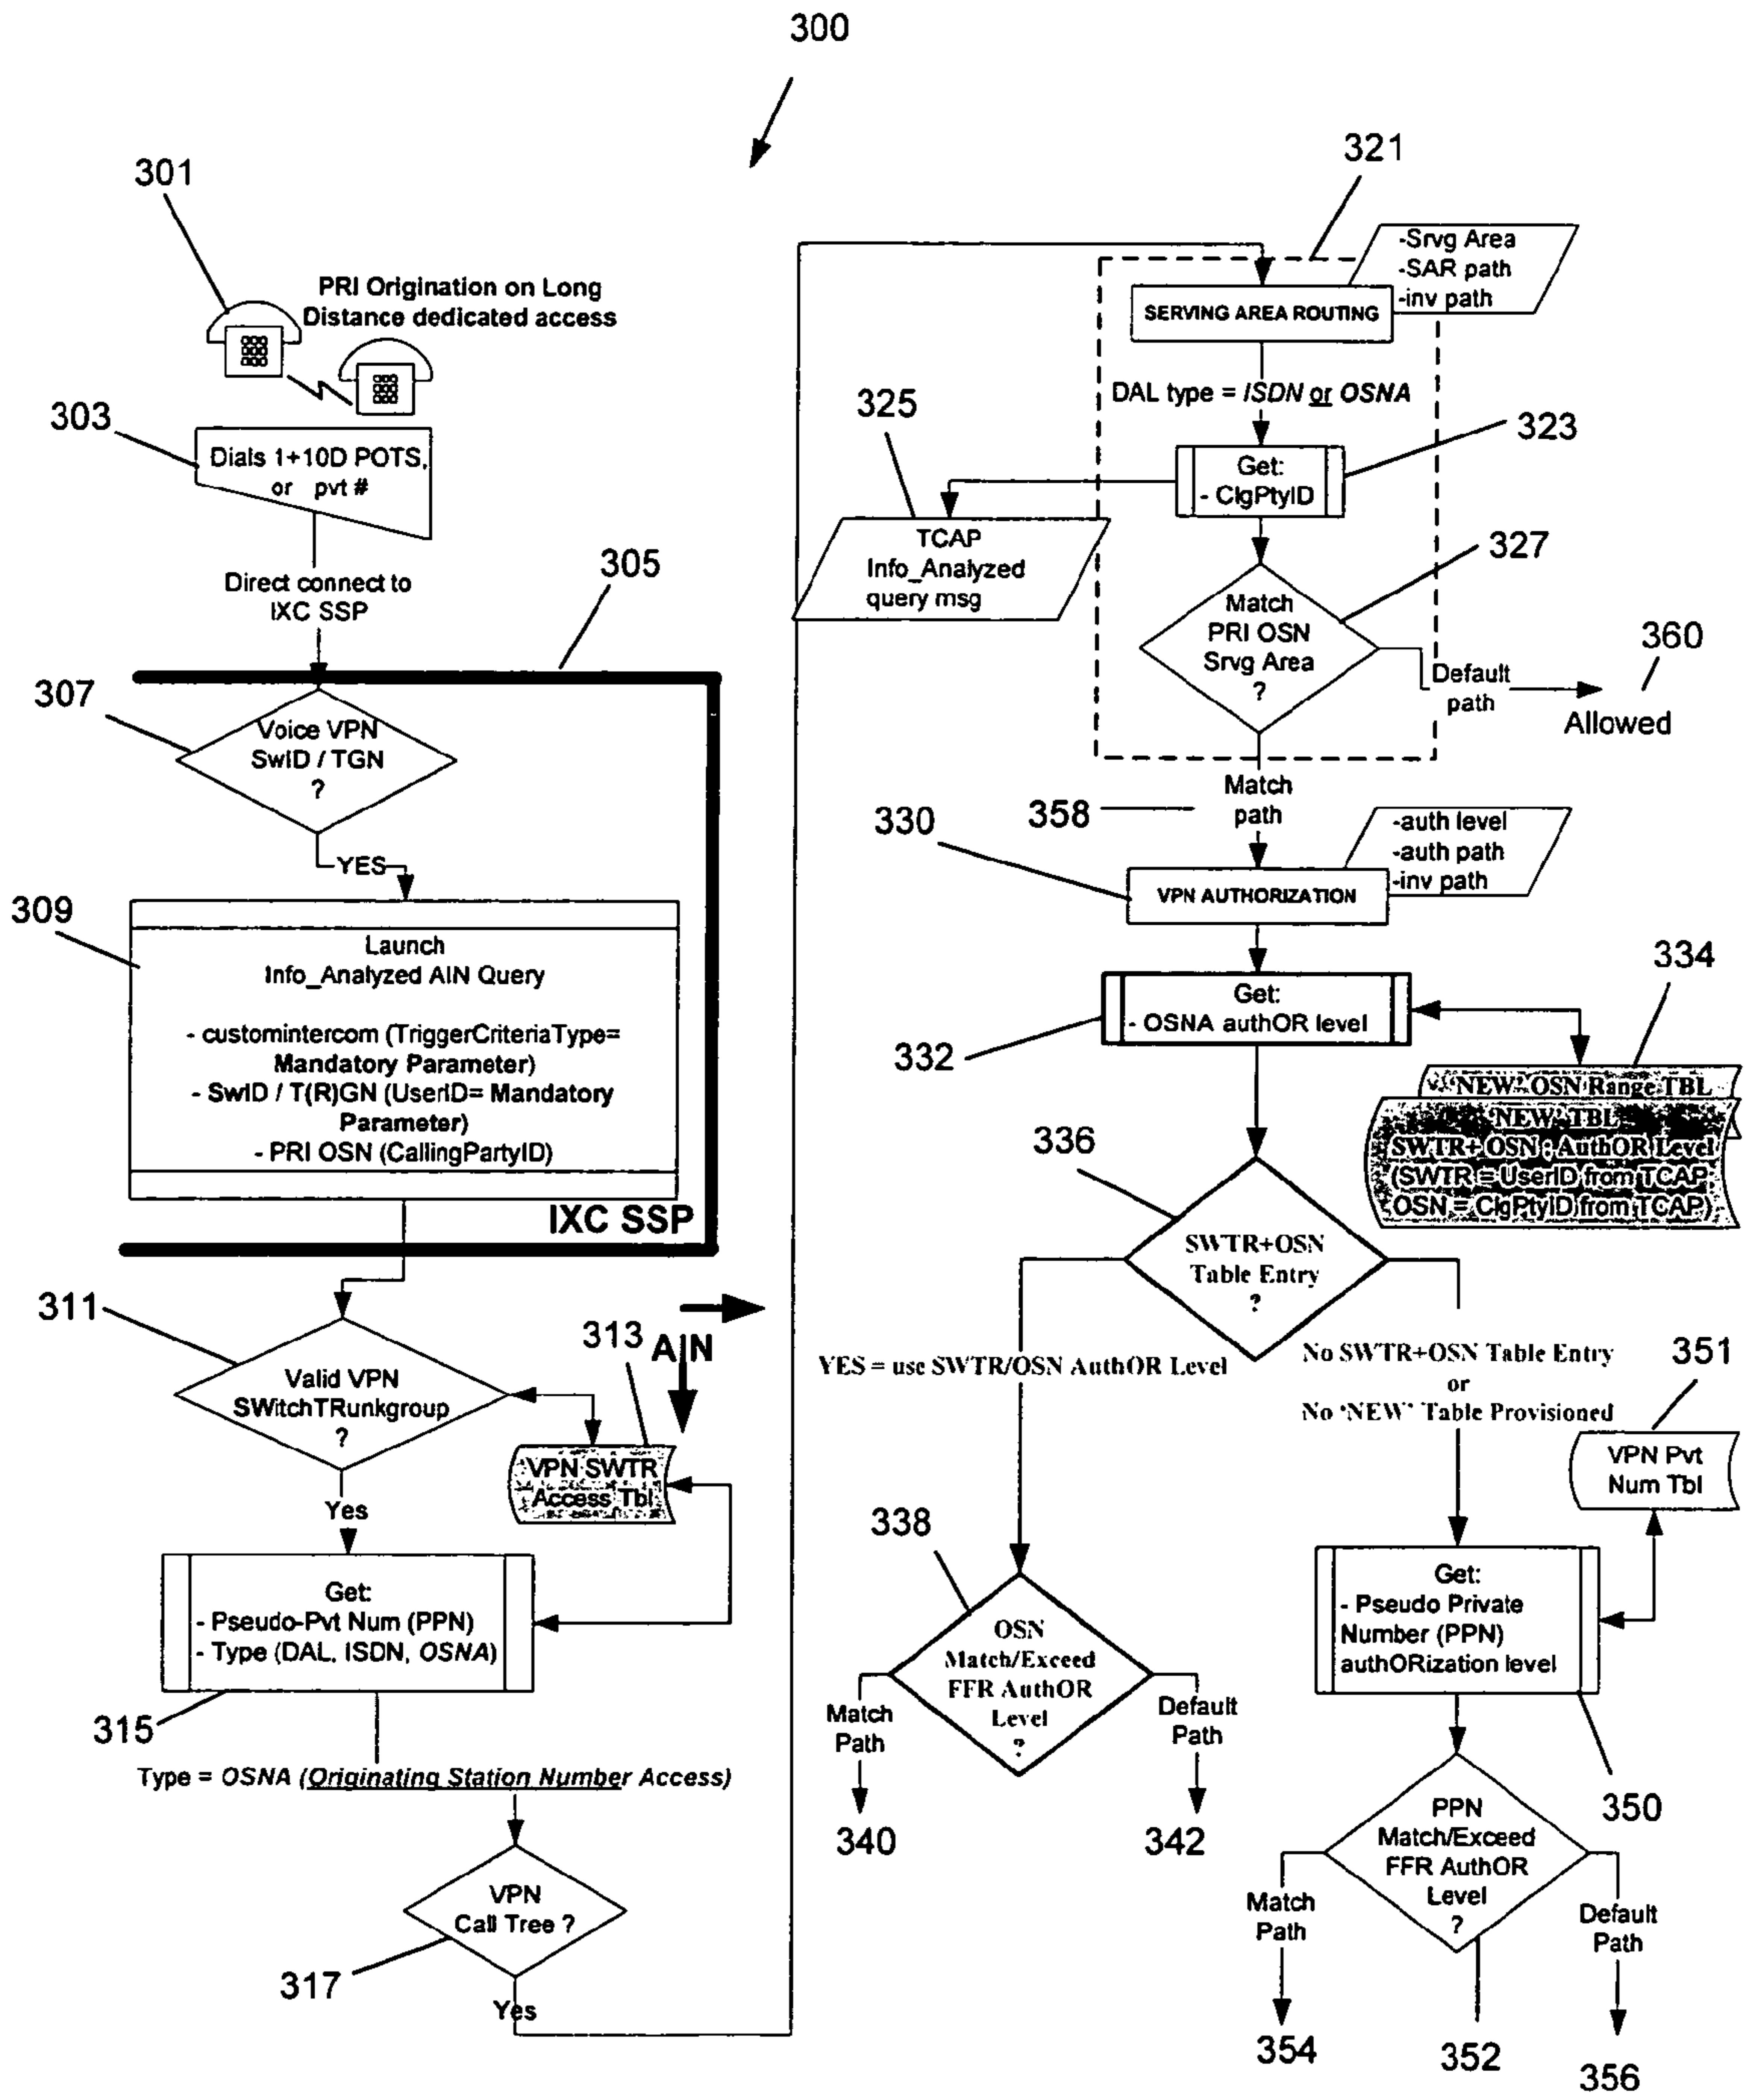 300
301
PRI Origination on Long
Distance dedicated access
303
Dials 1+10D POTS,
or pvt #
Direct connect to
IXC SSP
305
307
Voice VPN
SwID / TGN
?
YES
309
Launch
Info_Analyzed AIN Query
- customintercom (TriggerCriteriaType=
Mandatory Parameter)
- SwID / T(R)GN (UserID= Mandatory
Parameter)
- PRI OSN (CallingPartyID)
IXC SSP
311
Valid VPN
SWitchTRunkgroup
?
313
AIN
VPN SWTR
Access Tbl
Yes
Get:
- Pseudo-Pvt Num (PPN)
- Type (DAL, ISDN, OSNA)
315
Type = OSNA (Originating Station Number Access)
VPN
Call Tree ?
317
Yes
321
-Srvg Area
-SAR path
-inv path
SERVING AREA ROUTING
DAL type = ISDN or OSNA
325
323
Get:
- ClgPtyID
TCAP
Info_Analyzed
query msg
327
Match
PRI OSN
Srvg Area
?
360
Default
path
Allowed
Match
path
358
330
-auth level
-auth path
-inv path
VPN AUTHORIZATION
334
Get:
- OSNA authOR level
332
'NEW' OSN Range TBL
'NEW' TBL
SWTR+ OSN : AuthOR Level
(SWTR = UserID from TCAP
OSN = ClgPtyID from TCAP)
336
SWTR+OSN
Table Entry
?
YES = use SWTR/OSN AuthOR Level
No SWTR+OSN Table Entry
or
No 'NEW' Table Provisioned
351
VPN Pvt
Num Tbl
338
OSN
Match/Exceed
FFR AuthOR
Level
?
Match
Path
Default
Path
340
342
Get:
- Pseudo Private
Number (PPN)
authORization level
350
PPN
Match/Exceed
FFR AuthOR
Level
?
Match
Path
Default
Path
354
352
356